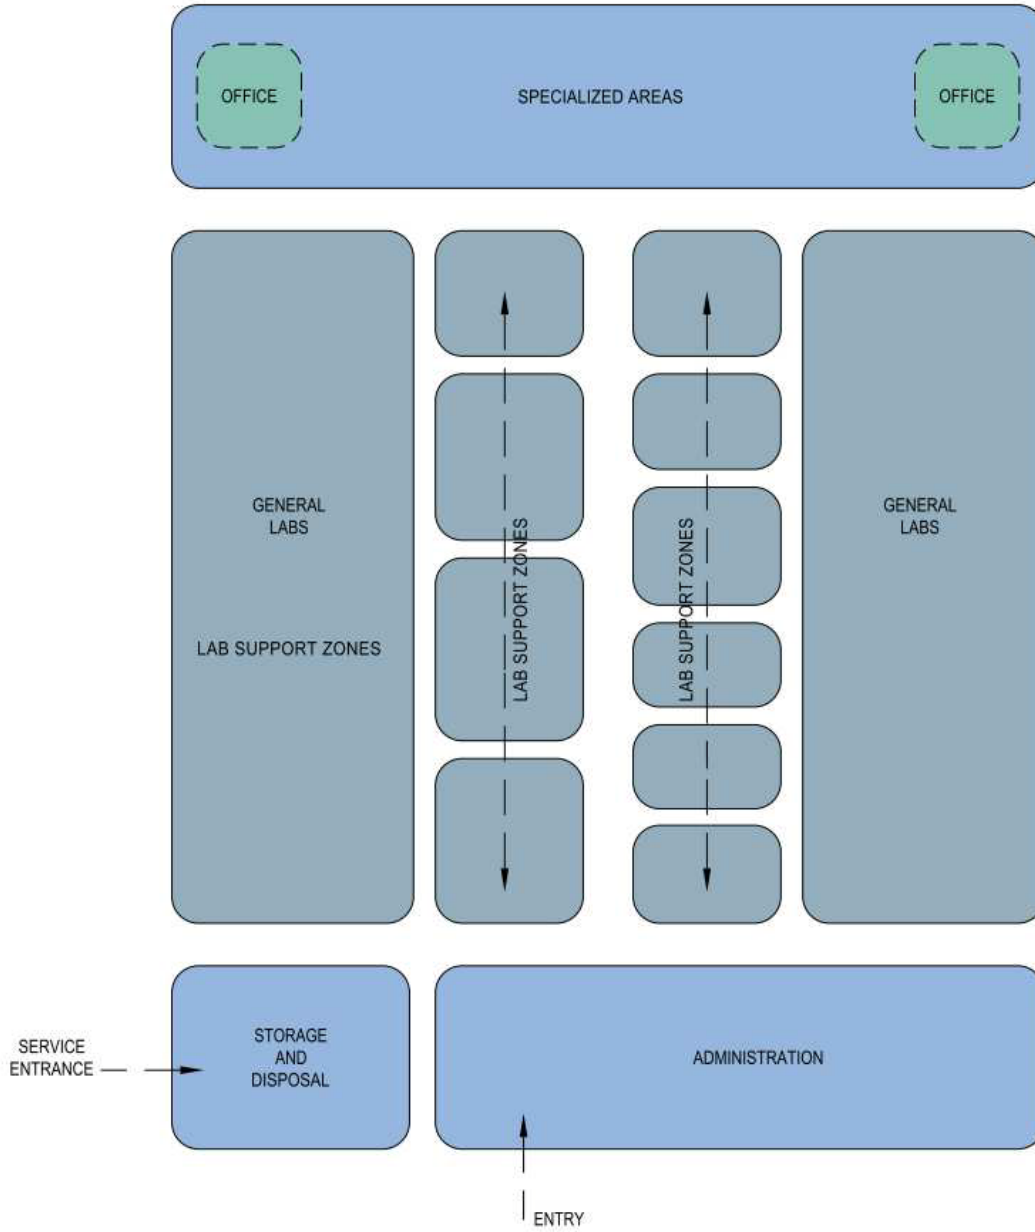 OFFICE
SPECIALIZED AREAS
OFFICE
GENERAL
LABS
LAB SUPPORT ZONES
LAB SUPPORT ZONES
LAB SUPPORT ZONES
GENERAL
LABS
SERVICE
ENTRANCE
STORAGE
AND
DISPOSAL
ADMINISTRATION
ENTRY